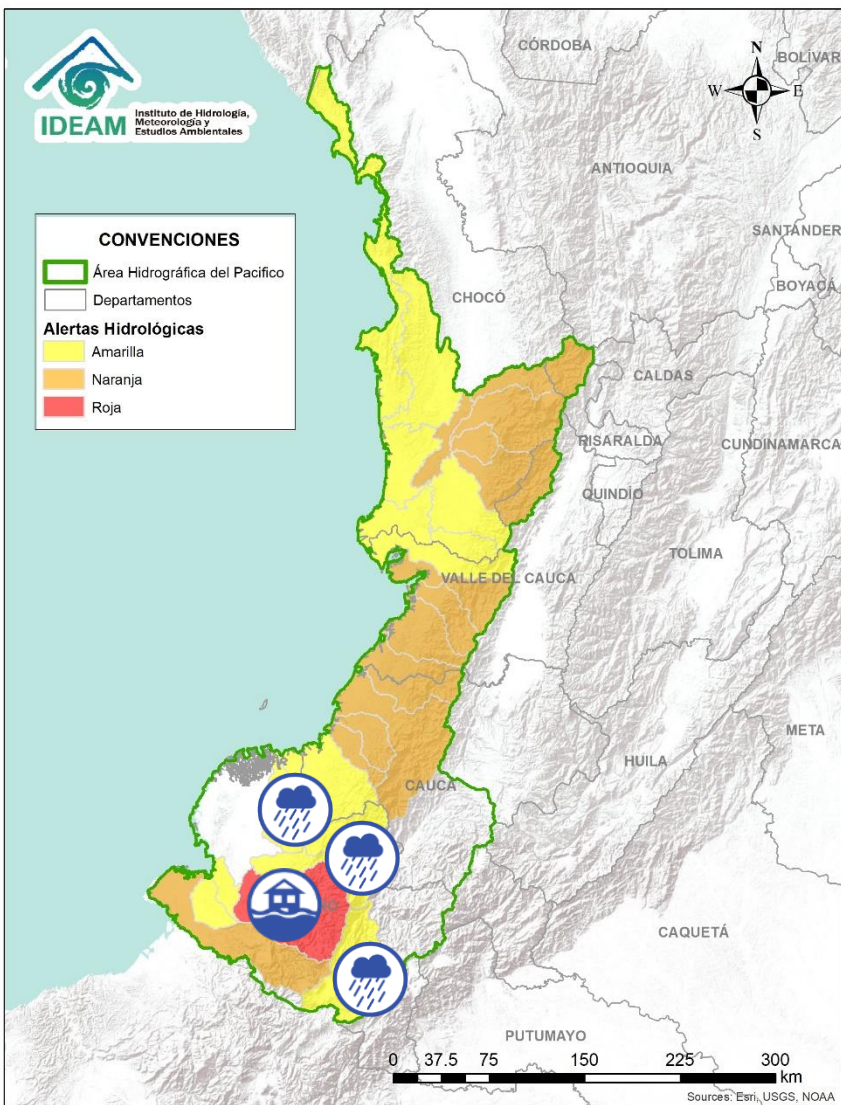 IDEAM
Instituto de Hidrología,
Meteorología y
Estudios Ambientales
CÓRDOBA
BOLÍVAR
N
W
E
S
ANTIOQUIA
SANTANDER
BOYACÁ
CONVENCIONES
Área Hidrográfica del Pacifico
Departamentos
Alertas Hidrológicas
Amarilla
Naranja
Roja
CHOCÓ
CALDAS
RISARALDA
CUNDINAMARCA
QUINDÍO
TOLIMA
VALLE DEL CAUCA
META
HUILA
CAUCA
CAQUETÁ
PUTUMAYO
0 37.5 75 150 225 300
km
Sources: Esri, USGS, NOAA